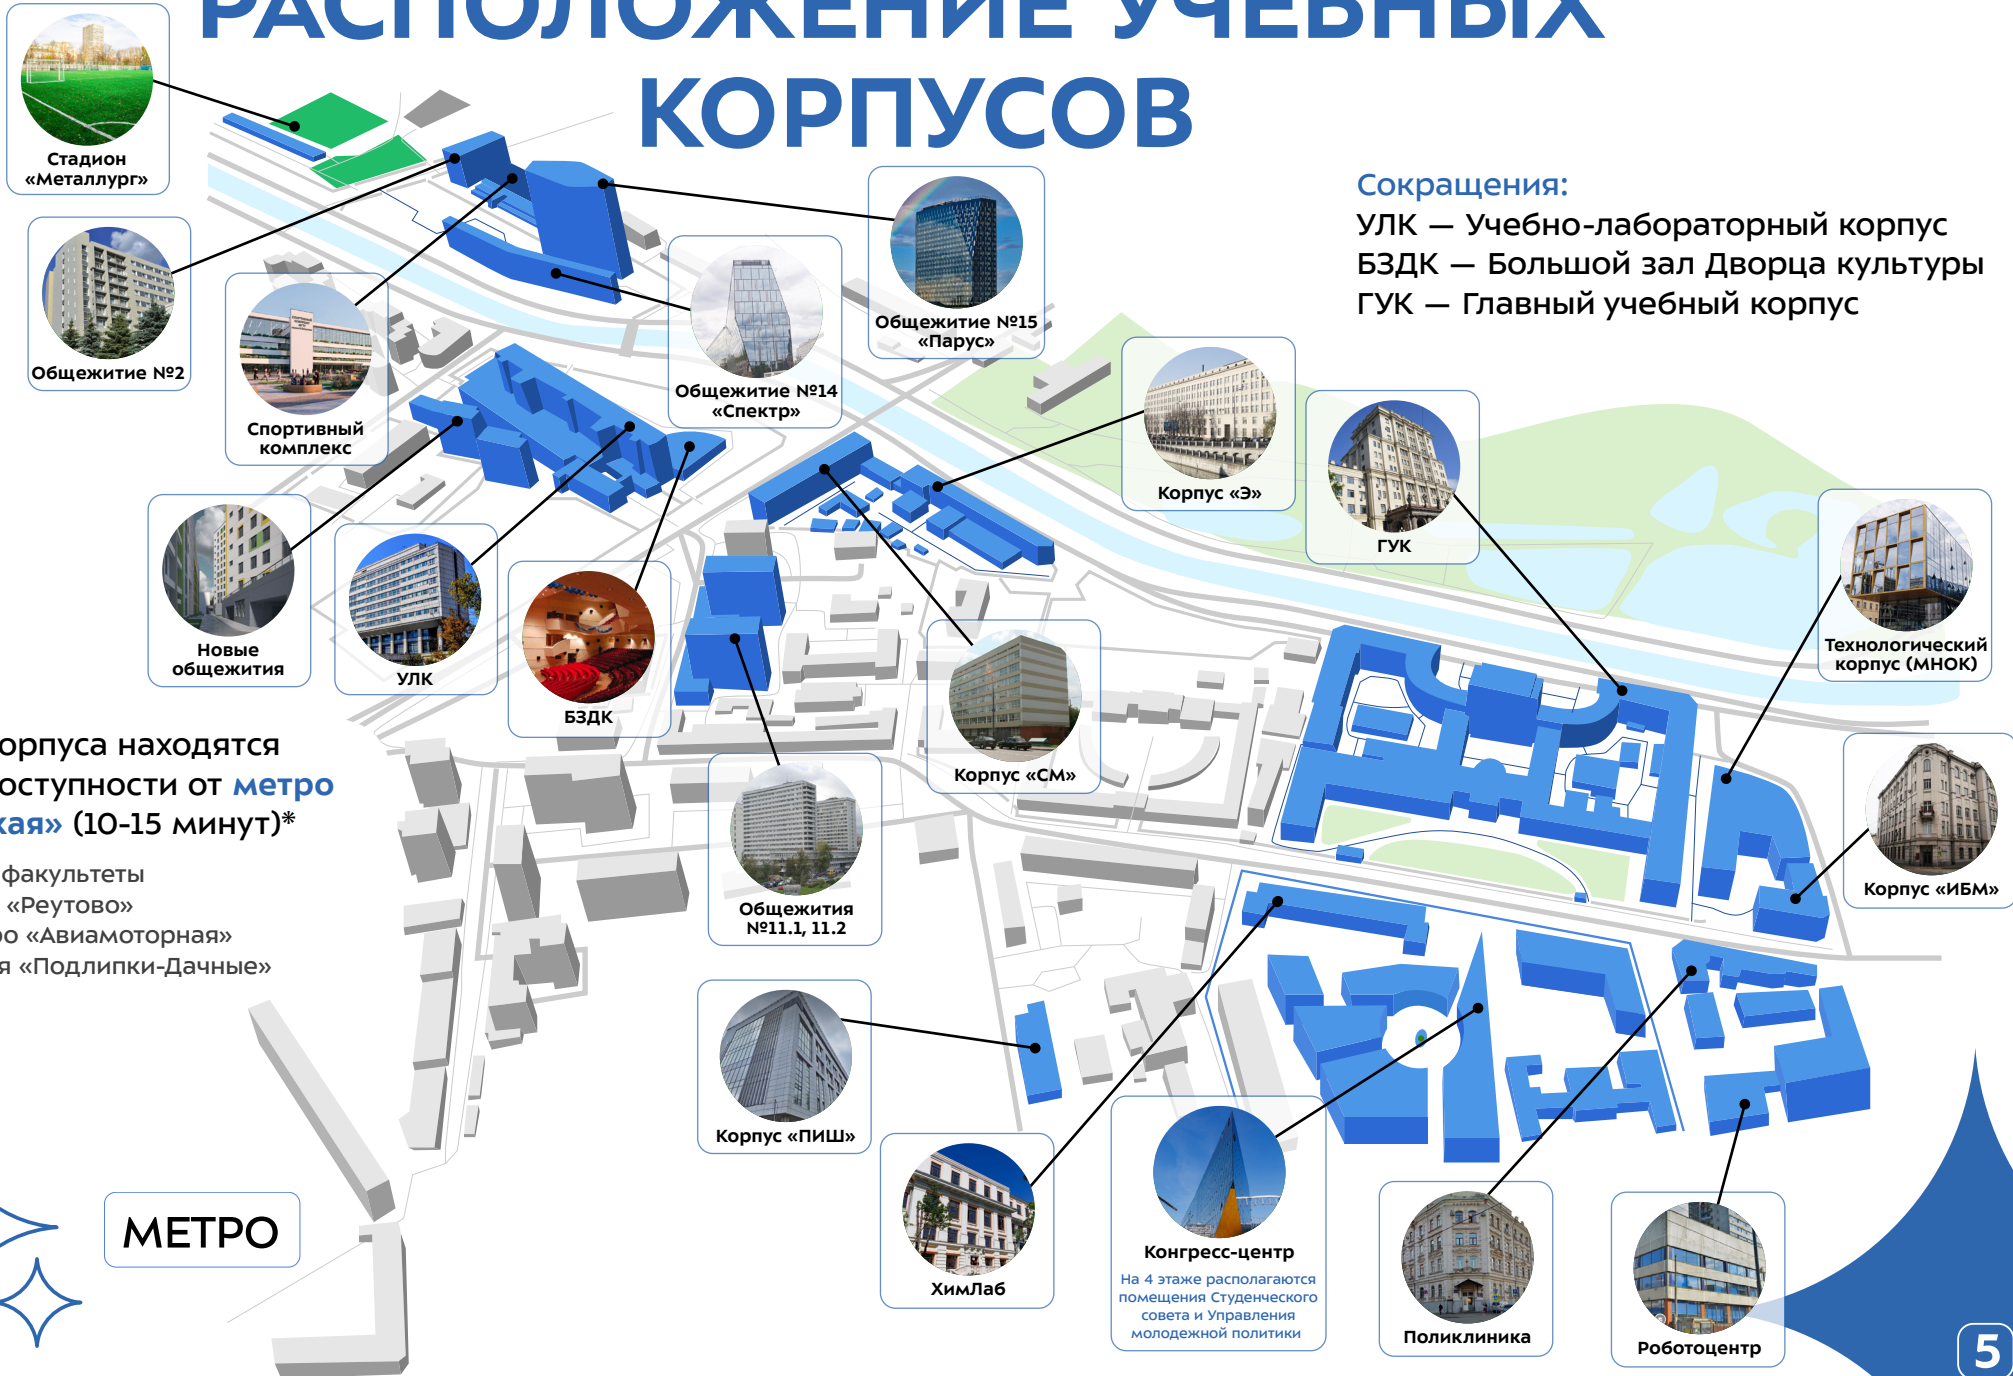 РАСПОЛОЖЕНИЕ УЧЕБНЫХ
КОРПУСОВ
Сокращения:
УЛК — Учебно-лабораторный корпус
БЗДК — Большой зал Дворца культуры
ГУК — Главный учебный корпус
Стадион
«Металлург»
Общежитие №2
Спортивный
комплекс
Общежитие №14
«Спектр»
Общежитие №15
«Парус»
Корпус «Э»
ГУК
Технологический
корпус (МНОК)
Новые
общежития
УЛК
БЗДК
Корпус «СМ»
Корпус «ИБМ»
находятся
от метро
(10-15 минут)*
факультеты
«Реутово»
«Авиамоторная»
«Подлипки-Дачные»
Общежития
№11.1, 11.2
Корпус «ПИШ»
ХимЛаб
Конгресс-центр
На 4 этаже располагаются
помещения Студенческого
совета и Управления
молодежной политики
Поликлиника
Роботоцентр
МЕТРО
5